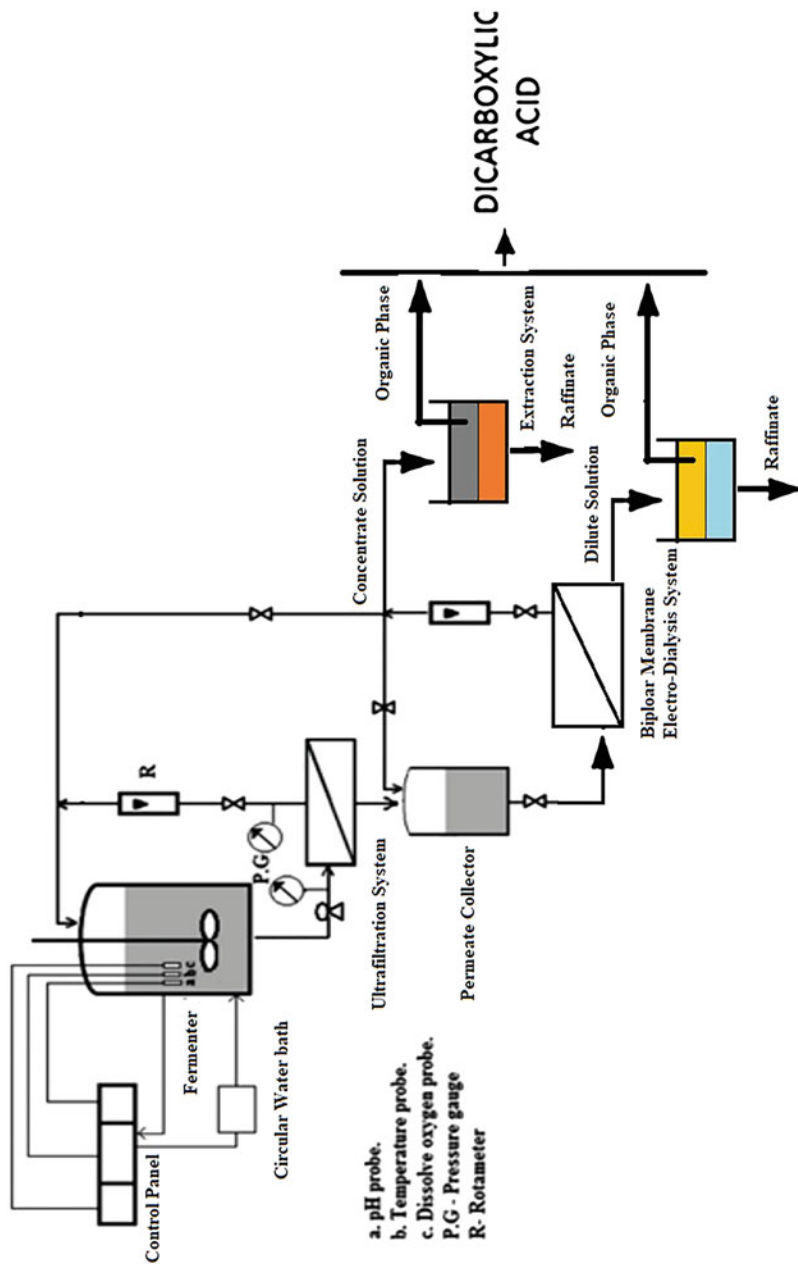 Control Panel
Fermenter
a b c
Circular Water bath
P.G
R
Ultrafiltration System
Permeate Collector
Concentrate Solution
Organic Phase
Extraction System
Raffinate
Biploar Membrane
Electro-Dialysis System
Dilute Solution
Organic Phase
Raffinate
DICARBOXYLIC
ACID
a. pH probe.
b. Temperature probe.
c. Dissolve oxygen probe.
P.G - Pressure gauge
R- Rotameter